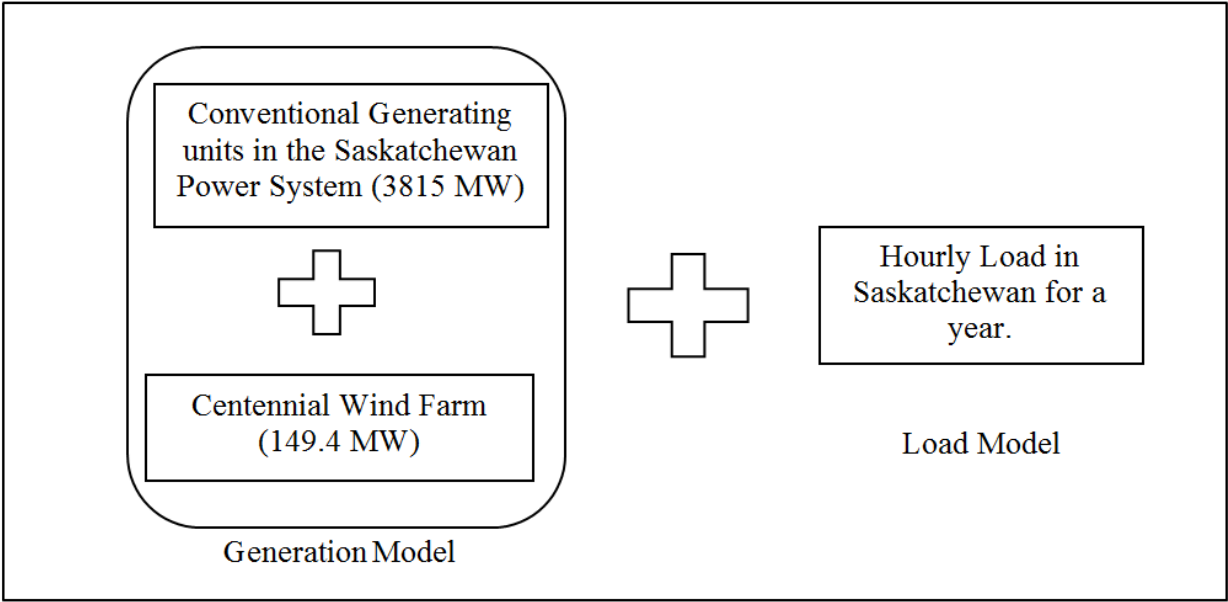 Conventional Generating
units in the Saskatchewan
Power System (3815 MW)
Centennial Wind Farm
(149.4 MW)
Generation Model
Hourly Load in
Saskatchewan for a
year.
Load Model